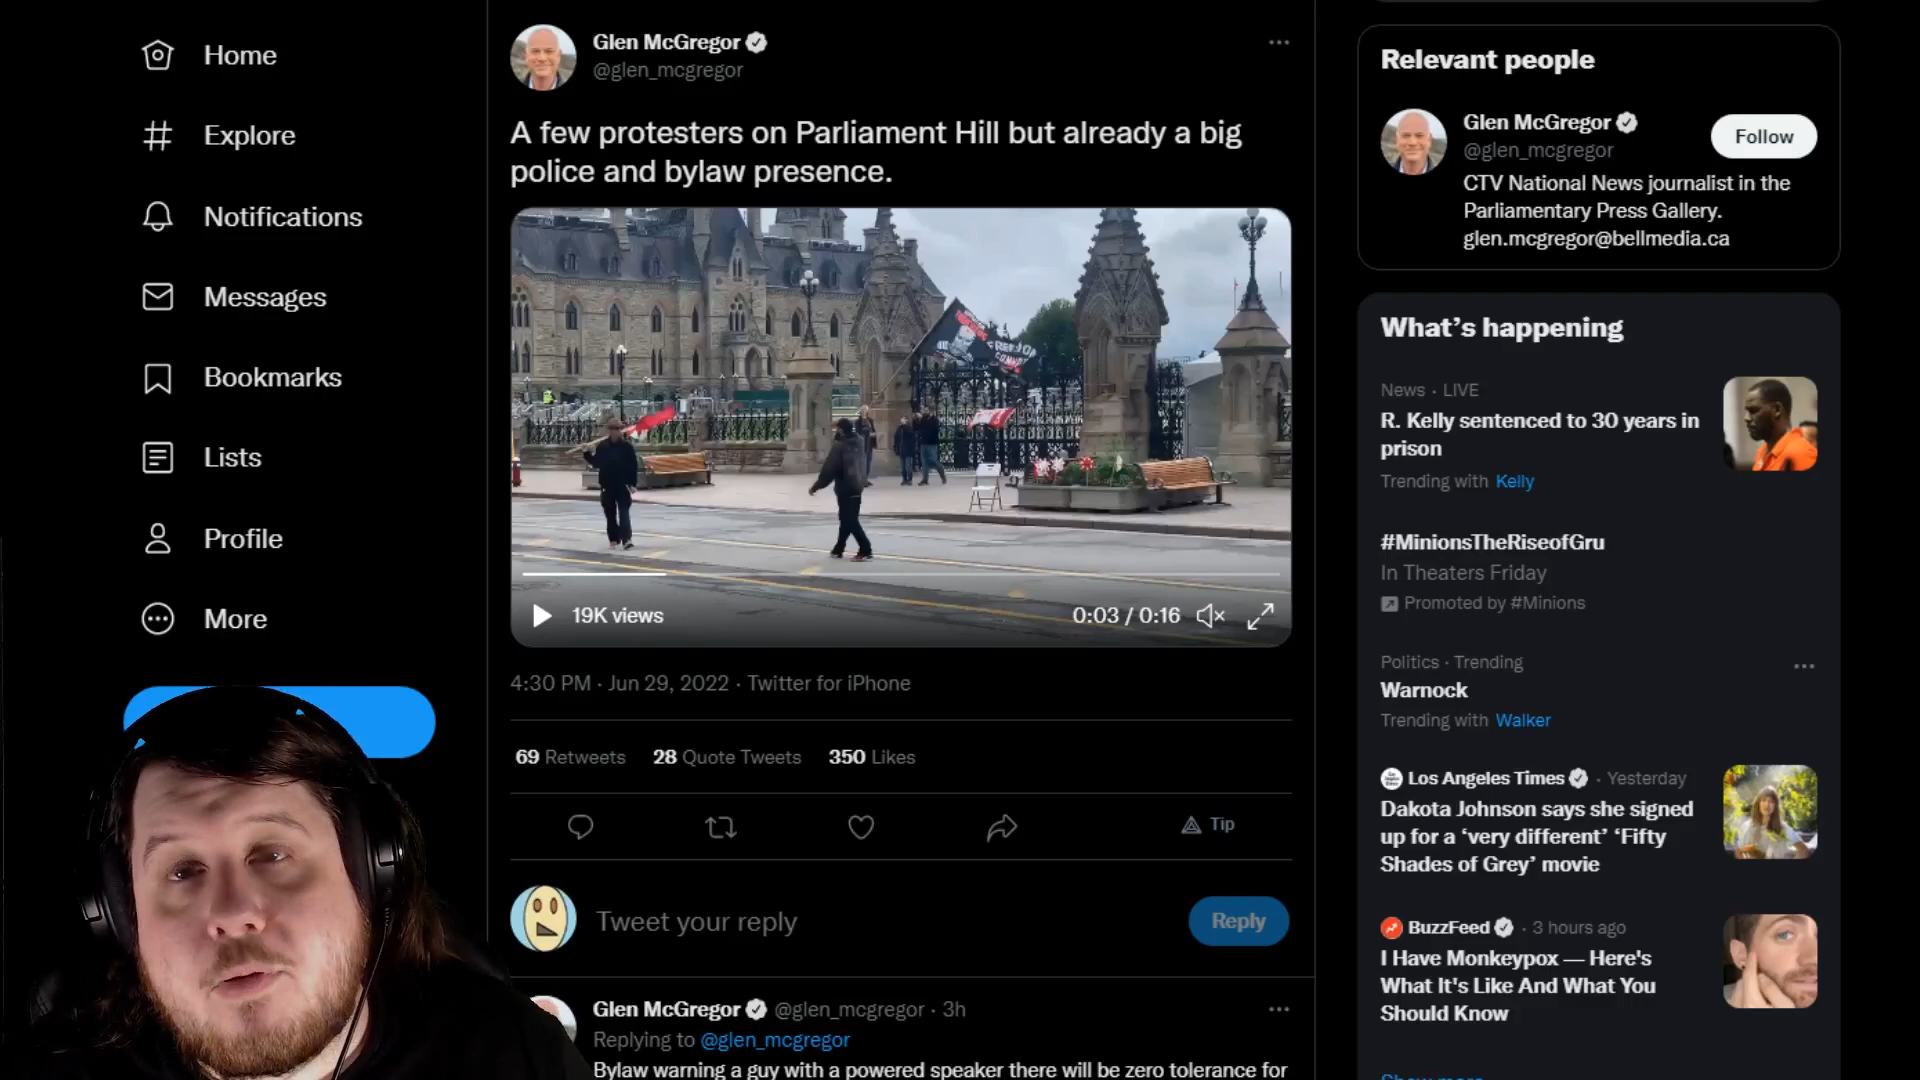 Home
Explore
Notifications
Messages
Bookmarks
Lists
Profile
More
Glen McGregor
@glen_mcgregor
A few protesters on Parliament Hill but already a big
police and bylaw presence.
19K views
0:03 / 0:16
4:30 PM · Jun 29, 2022 · Twitter for iPhone
69 Retweets 28 Quote Tweets 350 Likes
Tip
Tweet your reply
Reply
Glen McGregor @glen_mcgregor · 3h
Replying to @glen_mcgregor
Bylaw warning a guy with a powered speaker there will be zero tolerance for
Relevant people
Glen McGregor
@glen_mcgregor
Follow
CTV National News journalist in the
Parliamentary Press Gallery.
glen.mcgregor@bellmedia.ca
What's happening
News · LIVE
R. Kelly sentenced to 30 years in
prison
Trending with Kelly
#MinionsTheRiseofGru
In Theaters Friday
Promoted by #Minions
Politics · Trending
Warnock
Trending with Walker
Los Angeles Times · Yesterday
Dakota Johnson says she signed
up for a ‘very different’ ‘Fifty
Shades of Grey’ movie
BuzzFeed · 3 hours ago
I Have Monkeypox — Here's
What It's Like And What You
Should Know